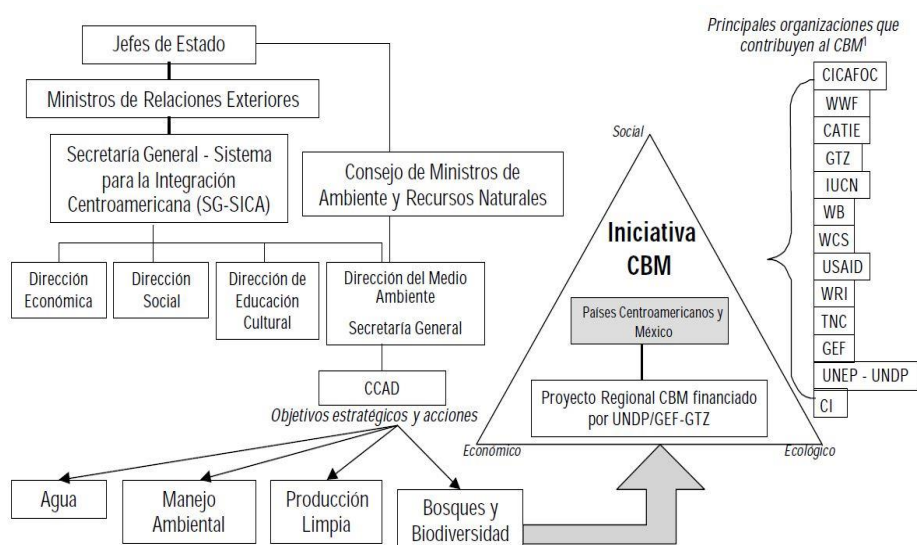 Jefes de Estado
Ministros de Relaciones Exteriores
Secretaría General - Sistema
para la Integración
Centroamericana (SG-SICA)
Consejo de Ministros de
Ambiente y Recursos Naturales
Dirección
Económica
Dirección
Social
Dirección de
Educación
Cultural
Dirección del Medio
Ambiente
Secretaría General
CCAD
Objetivos estratégicos y acciones
Agua
Manejo
Ambiental
Producción
Limpia
Bosques y
Biodiversidad
Social
Iniciativa
CBM
Países Centroamericanos y
México
Proyecto Regional CBM financiado
por UNDP/GEF-GTZ
Económico
Ecológico
Principales organizaciones que
contribuyen al CBM¹
CICAFOC
WWF
CATIE
GTZ
IUCN
WB
WCS
USAID
WRI
TNC
GEF
UNEP - UNDP
CI